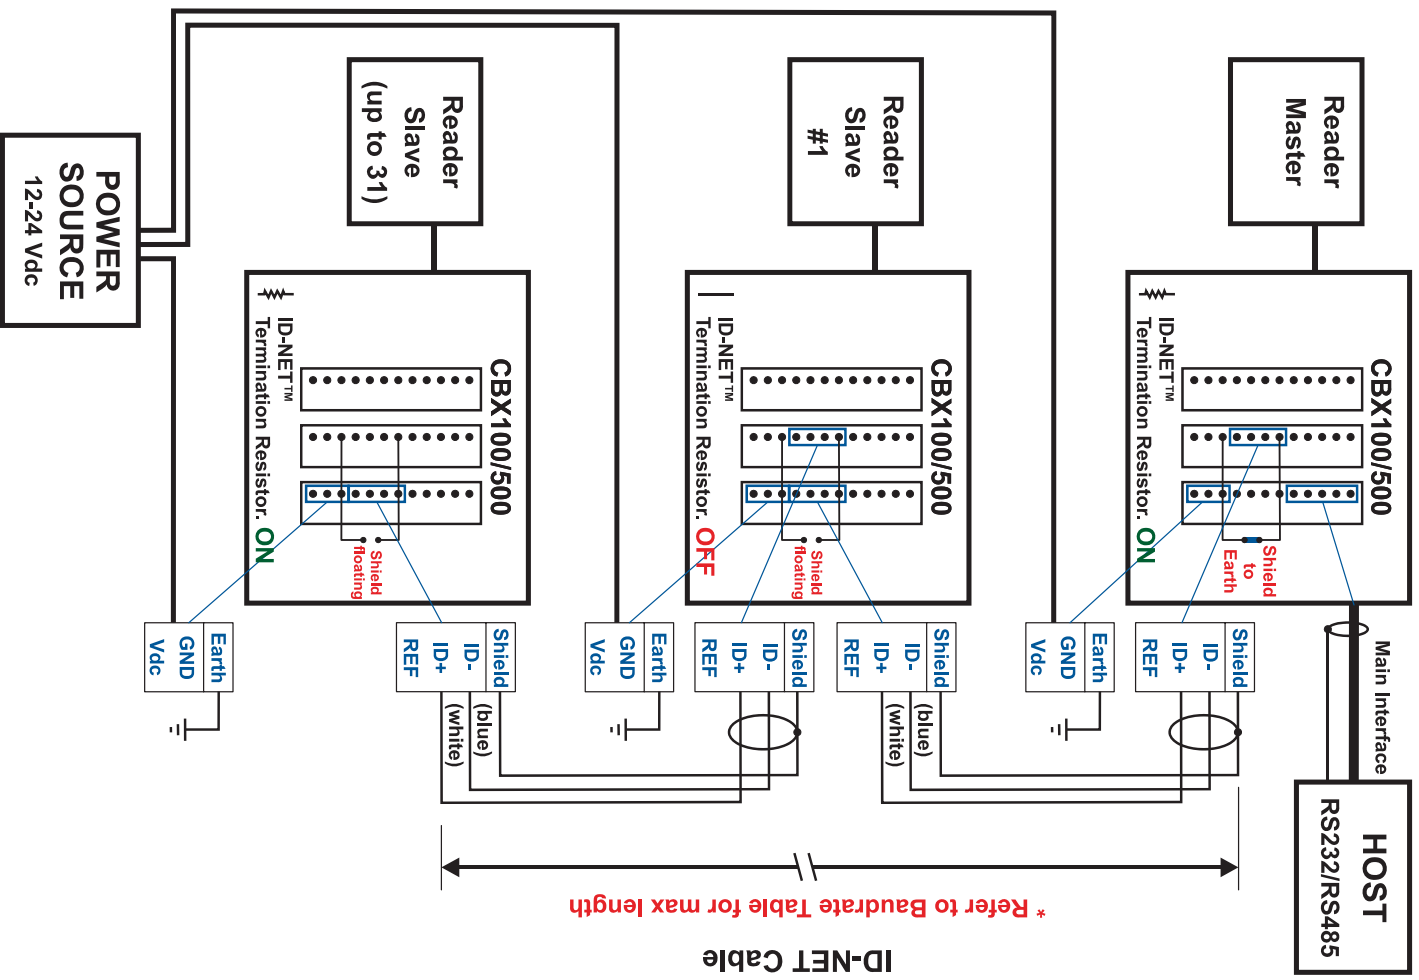 POWER
SOURCE
12-24 Vdc
Reader
Slave
(up to 31)
Reader
Slave
#1
Reader
Master
CBX100/500
ID-NET™
Termination Resistor. ON
Shield
floating
CBX100/500
ID-NET™
Termination Resistor. OFF
Shield
floating
CBX100/500
ID-NET™
Termination Resistor. ON
Shield
to
Earth
Earth
GND
Vdc
Shield
ID-
ID+
REF
Earth
GND
Vdc
Shield
ID-
ID+
REF
Shield
ID-
ID+
REF
Earth
GND
Vdc
Shield
ID-
ID+
REF
(blue)
(white)
(blue)
(white)
Main Interface
HOST
RS232/RS485
* Refer to Baudrate Table for max length
ID-NET Cable